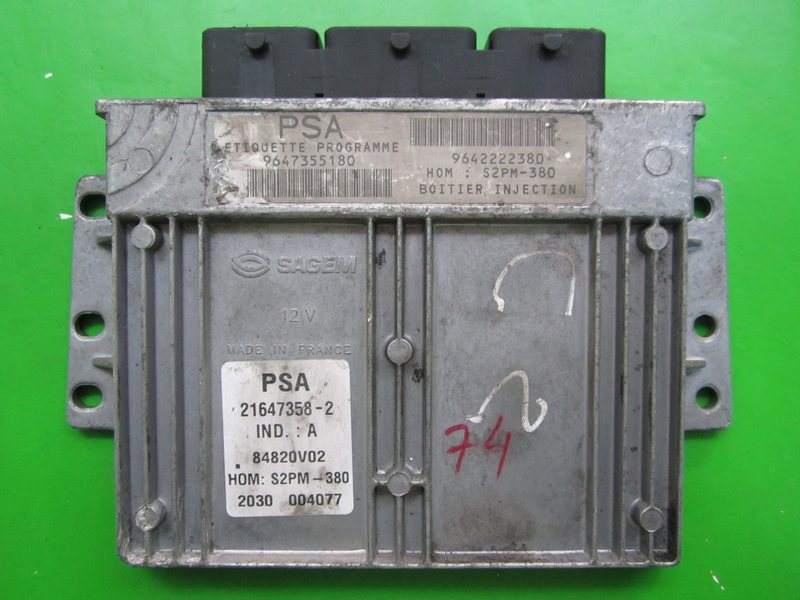 PSA
ETIQUETTE PROGRAMME
9647355180
9642222380
HOM : S2PM-380
BOITIER INJECTION
SAGEM
12V
MADE IN FRANCE
PSA
21647358-2
IND. : A
84820V02
HOM: S2PM-380
2030 004077
74